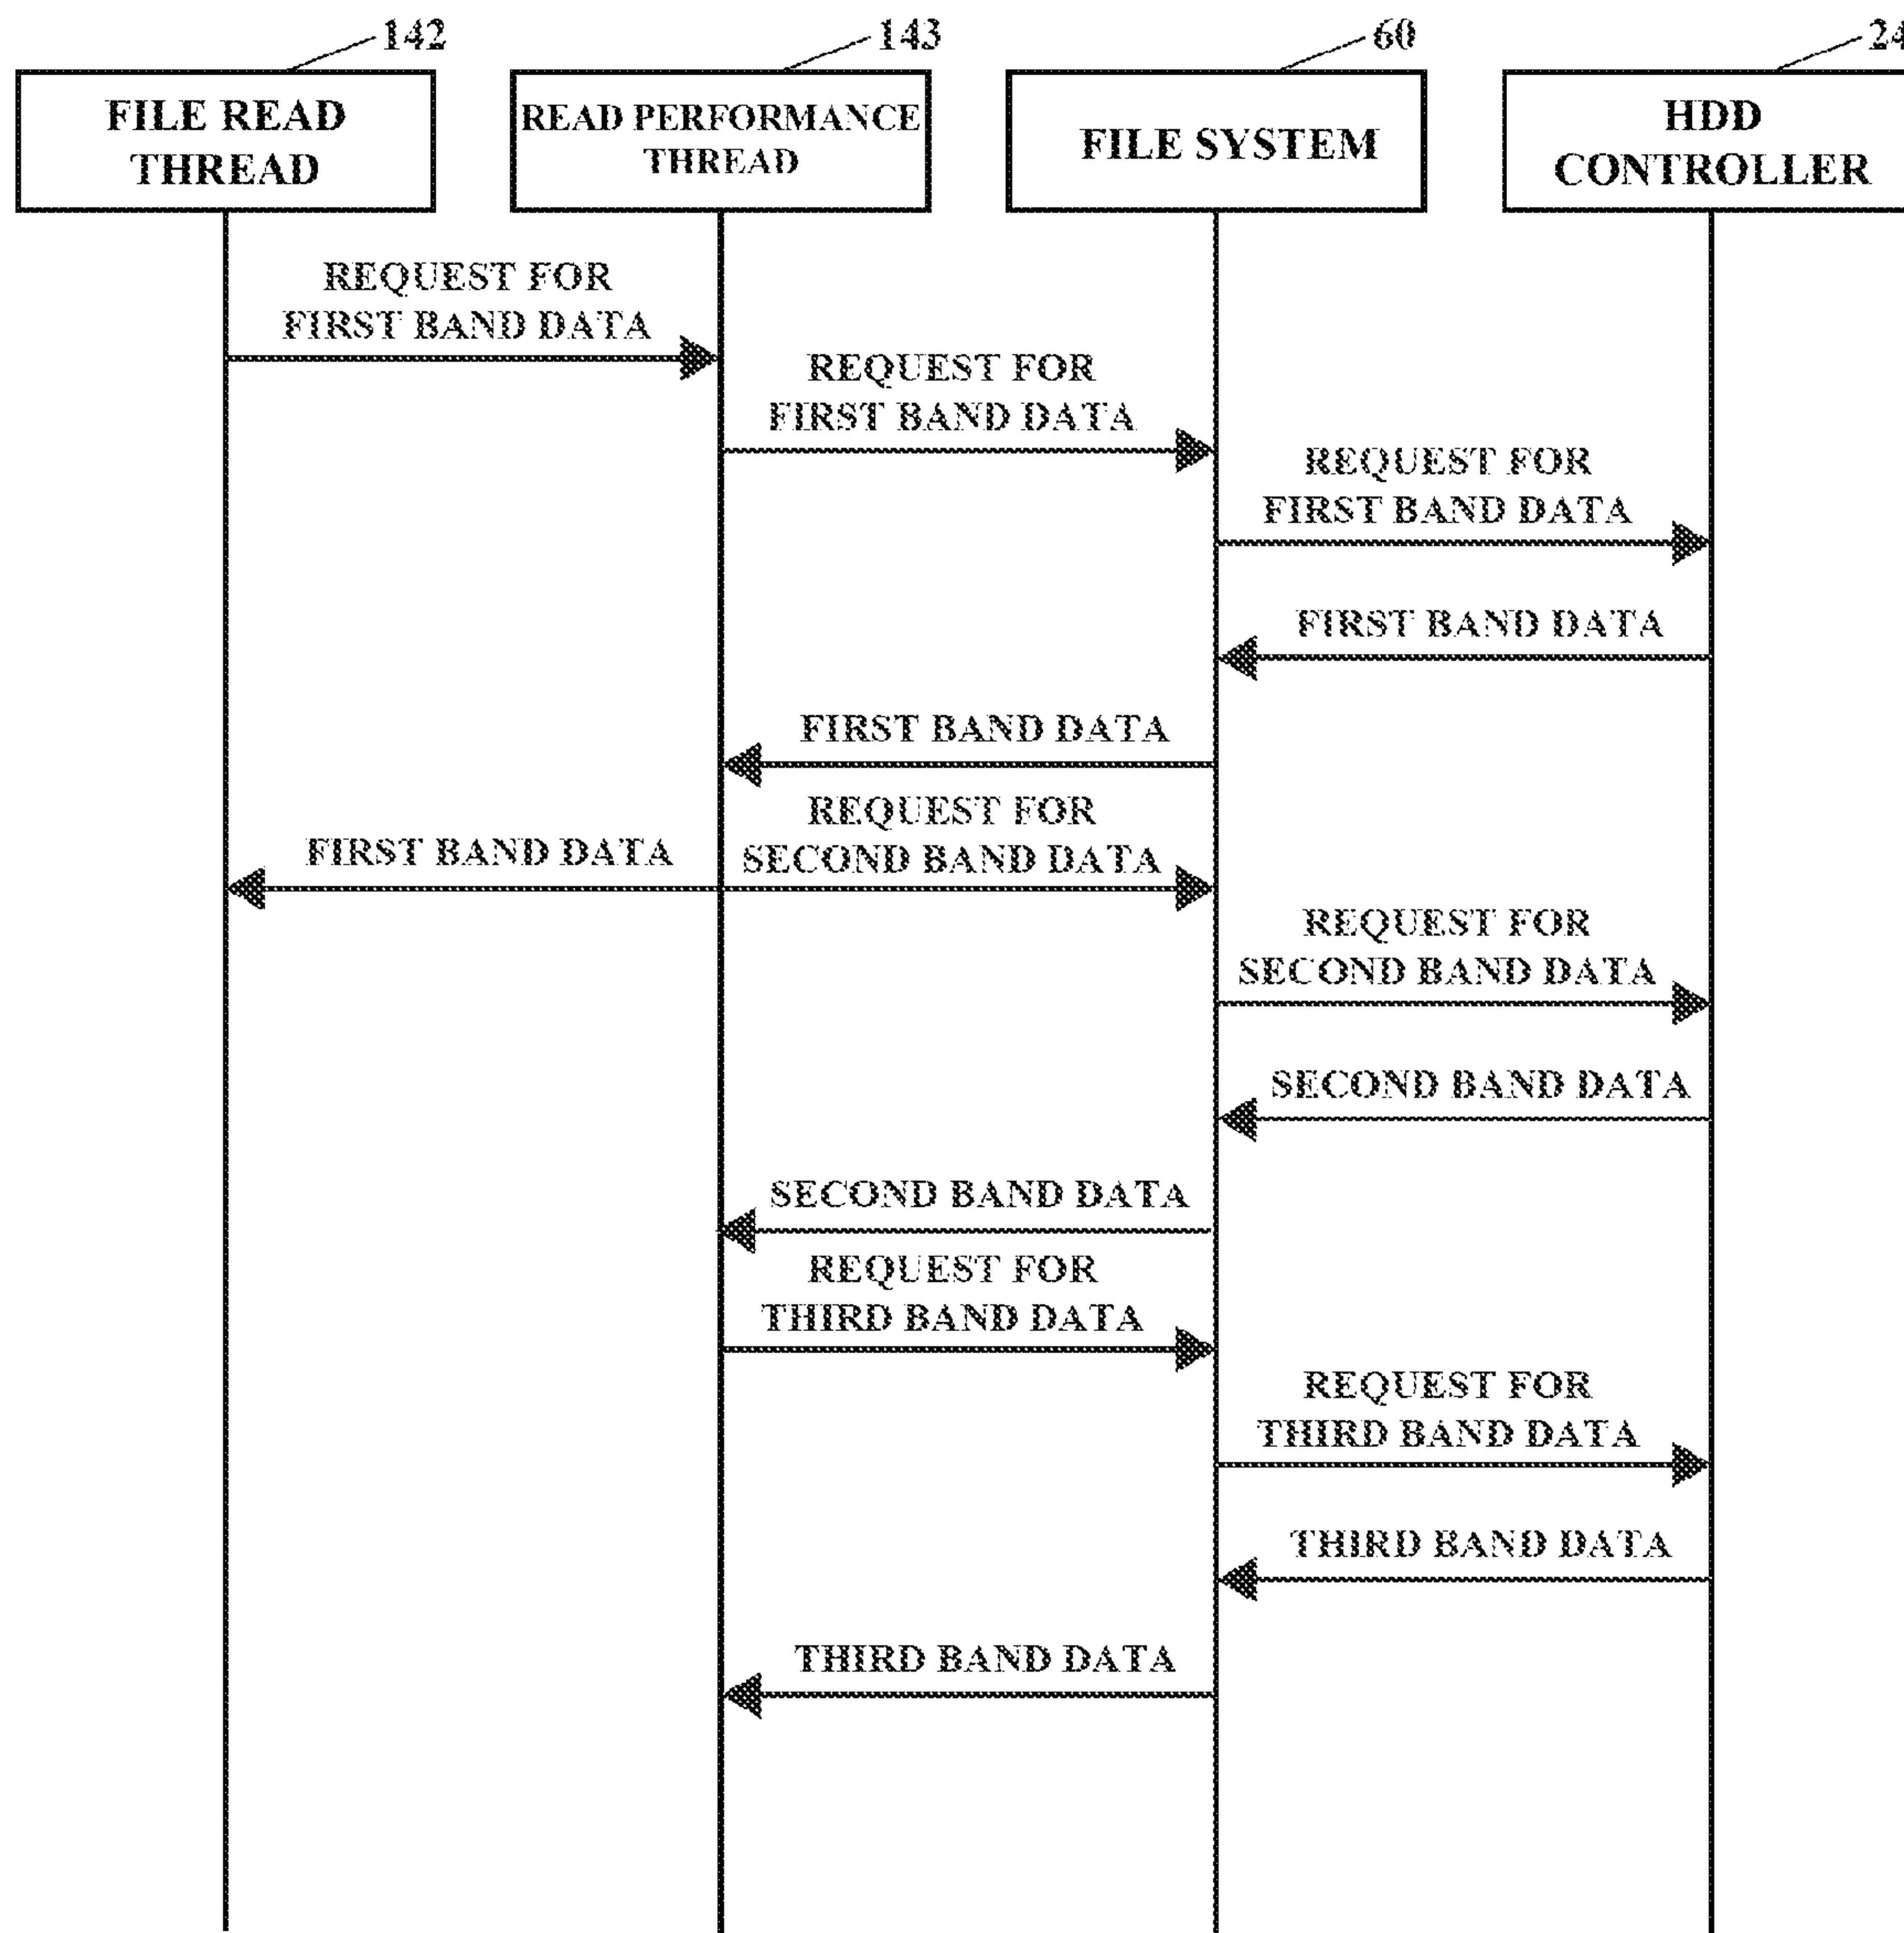 142
143
60
24
FILE READ
THREAD
READ PERFORMANCE
THREAD
FILE SYSTEM
HDD
CONTROLLER
REQUEST FOR
FIRST BAND DATA
REQUEST FOR
FIRST BAND DATA
REQUEST FOR
FIRST BAND DATA
FIRST BAND DATA
FIRST BAND DATA
FIRST BAND DATA
REQUEST FOR
SECOND BAND DATA
REQUEST FOR
SECOND BAND DATA
SECOND BAND DATA
SECOND BAND DATA
REQUEST FOR
THIRD BAND DATA
REQUEST FOR
THIRD BAND DATA
THIRD BAND DATA
THIRD BAND DATA